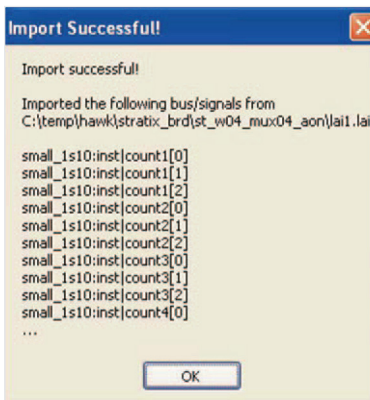 Import Successful!
Import successful!
Imported the following bus/signals from
C:\temp\hawk\stratix_brd\st_w04_mux04_aon\lai1.lai
small_1s10:inst|count1[0]
small_1s10:inst|count1[1]
small_1s10:inst|count1[2]
small_1s10:inst|count2[0]
small_1s10:inst|count2[1]
small_1s10:inst|count2[2]
small_1s10:inst|count3[0]
small_1s10:inst|count3[1]
small_1s10:inst|count3[2]
small_1s10:inst|count4[0]
...
OK